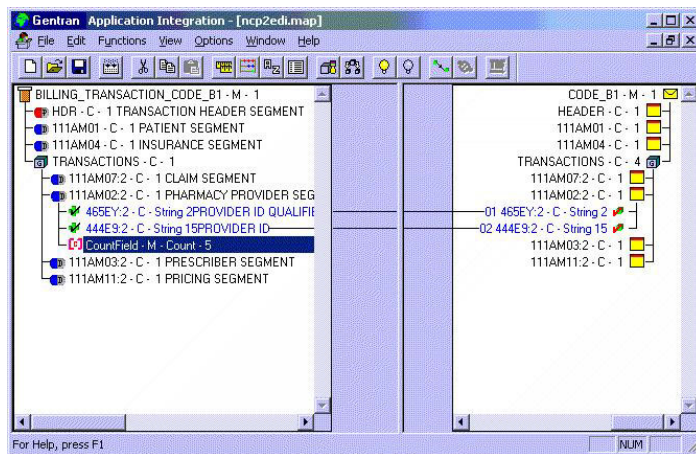 Gentran Application Integration - [ncp2edi.map]
File Edit Functions View Options Window Help
BILLING_TRANSACTION_CODE_B1 - M - 1
HDR - C - 1 TRANSACTION HEADER SEGMENT
111AM01 - C - 1 PATIENT SEGMENT
111AM04 - C - 1 INSURANCE SEGMENT
TRANSACTIONS - C - 1
111AM07:2 - C - 1 CLAIM SEGMENT
111AM02:2 - C - 1 PHARMACY PROVIDER SEG
465EY:2 - C - String 2PROVIDER ID QUALIFIE
444E9:2 - C - String 15PROVIDER ID
CountField - M - Count - 5
111AM03:2 - C - 1 PRESCRIBER SEGMENT
111AM11:2 - C - 1 PRICING SEGMENT
CODE_B1 - M - 1
HEADER - C - 1
111AM01 - C - 1
111AM04 - C - 1
TRANSACTIONS - C - 4
111AM07:2 - C - 1
111AM02:2 - C - 1
01 465EY:2 - C - String 2
02 444E9:2 - C - String 15
111AM03:2 - C - 1
111AM11:2 - C - 1
For Help, press F1
NUM